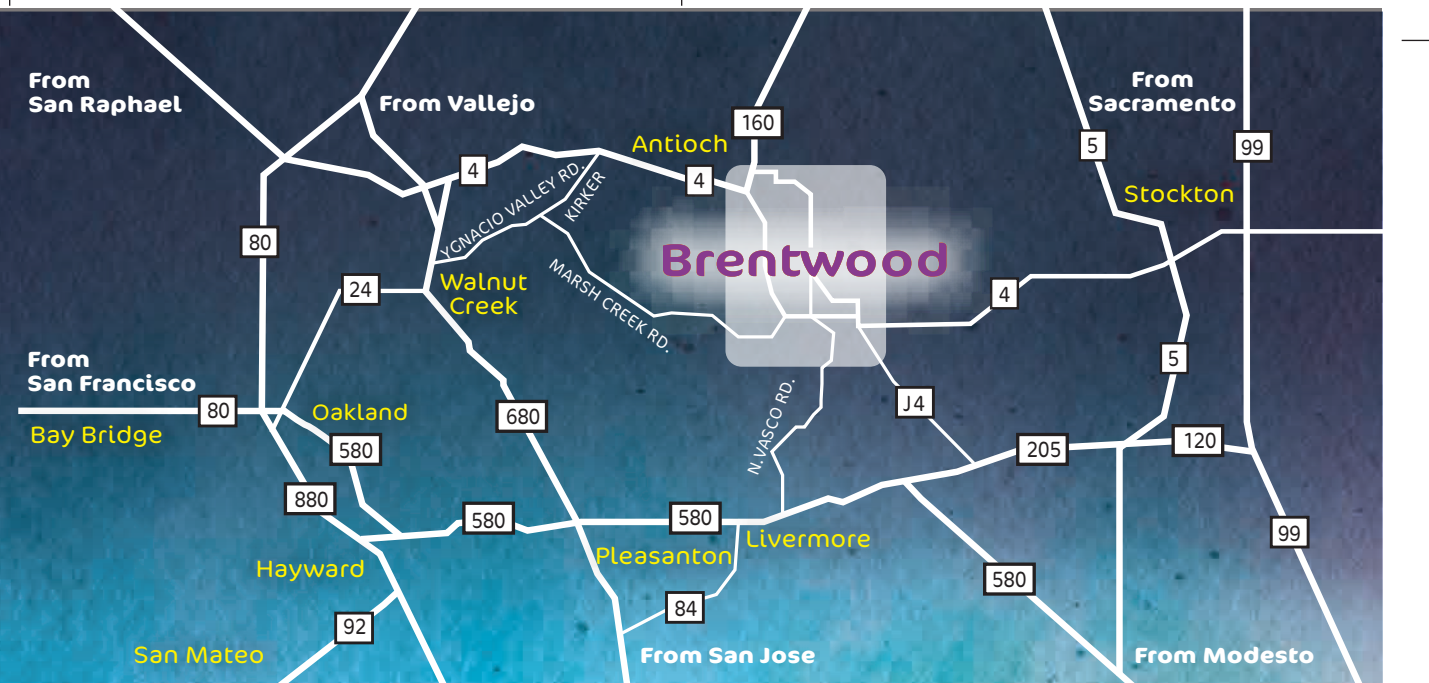 From
San Raphael
From Vallejo
Antioch
160
From
Sacramento
5
99
4
4
Stockton
YGNACIO VALLEY RD.
KIRKER
80
Brentwood
24
Walnut
Creek
MARSH CREEK RD.
4
5
From
San Francisco
80
Bay Bridge
Oakland
580
680
J4
N.VASCO RD.
205
120
880
580
580
Livermore
99
Hayward
Pleasanton
580
84
92
San Mateo
From San Jose
From Modesto